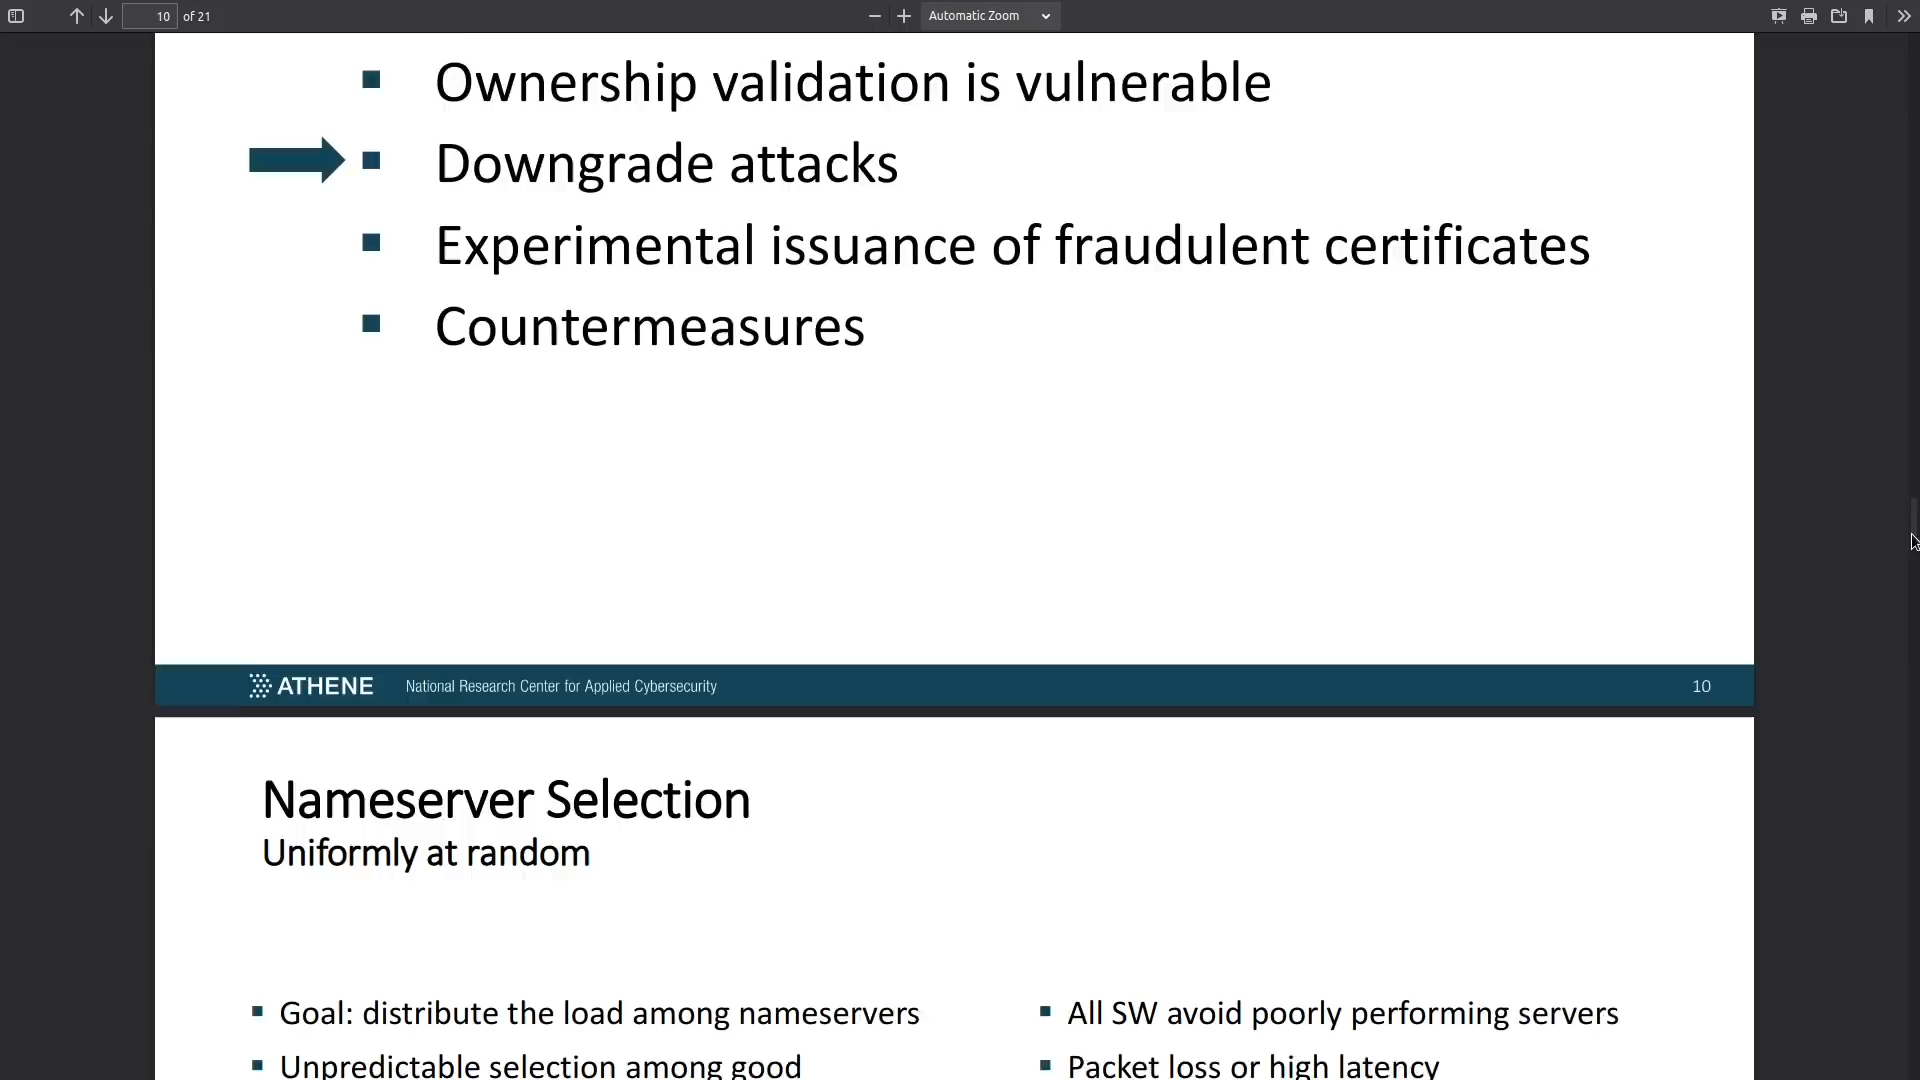 10 of 21 Automatic Zoom
Ownership validation is vulnerable
Downgrade attacks
Experimental issuance of fraudulent certificates
Countermeasures
ATHENE National Research Center for Applied Cybersecurity 10
Nameserver Selection
Uniformly at random
Goal: distribute the load among nameservers
Unpredictable selection among good
All SW avoid poorly performing servers
Packet loss or high latency